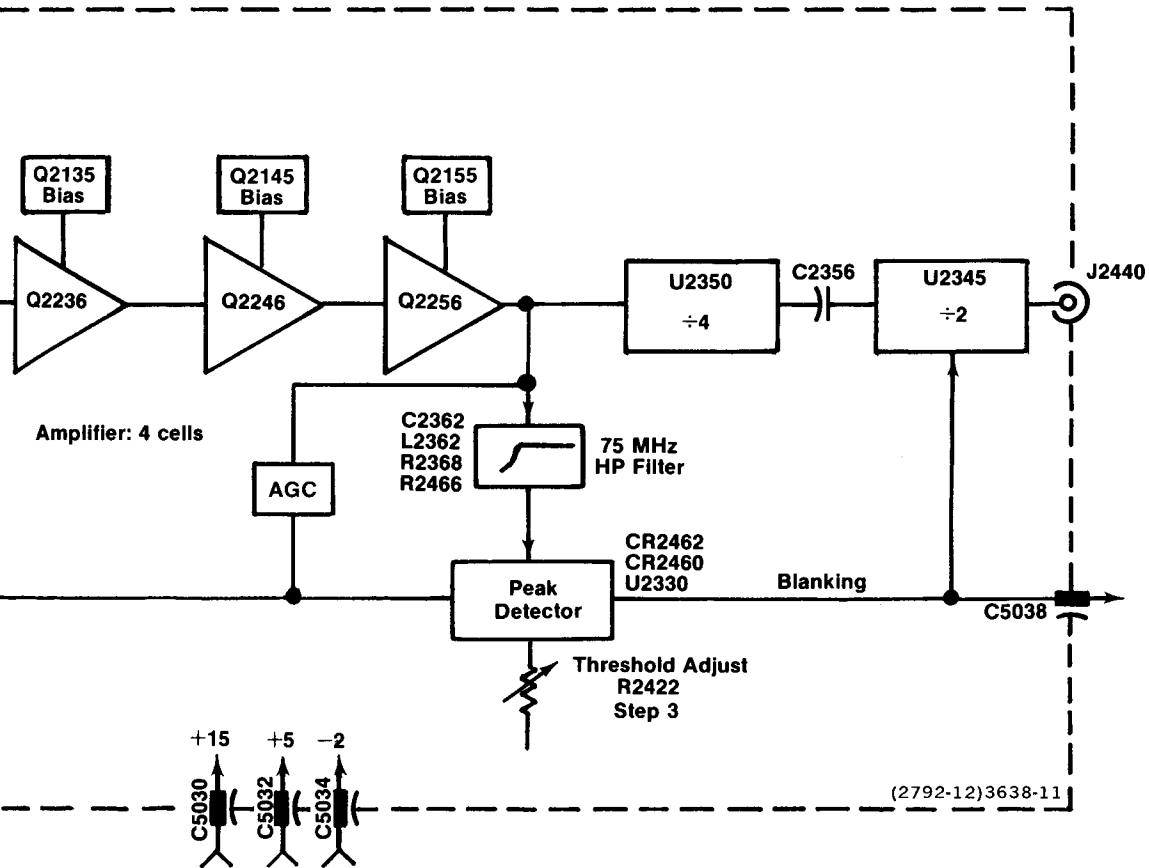 Q2135
Bias
Q2145
Bias
Q2155
Bias
Q2236
Q2246
Q2256
U2350
÷4
C2356
U2345
÷2
J2440
Amplifier: 4 cells
AGC
C2362
L2362
R2368
R2466
75 MHz
HP Filter
Peak
Detector
CR2462
CR2460
U2330
Blanking
C5038
Threshold Adjust
R2422
Step 3
+15
+5
−2
C5030
C5032
C5034
(2792-12)3638-11